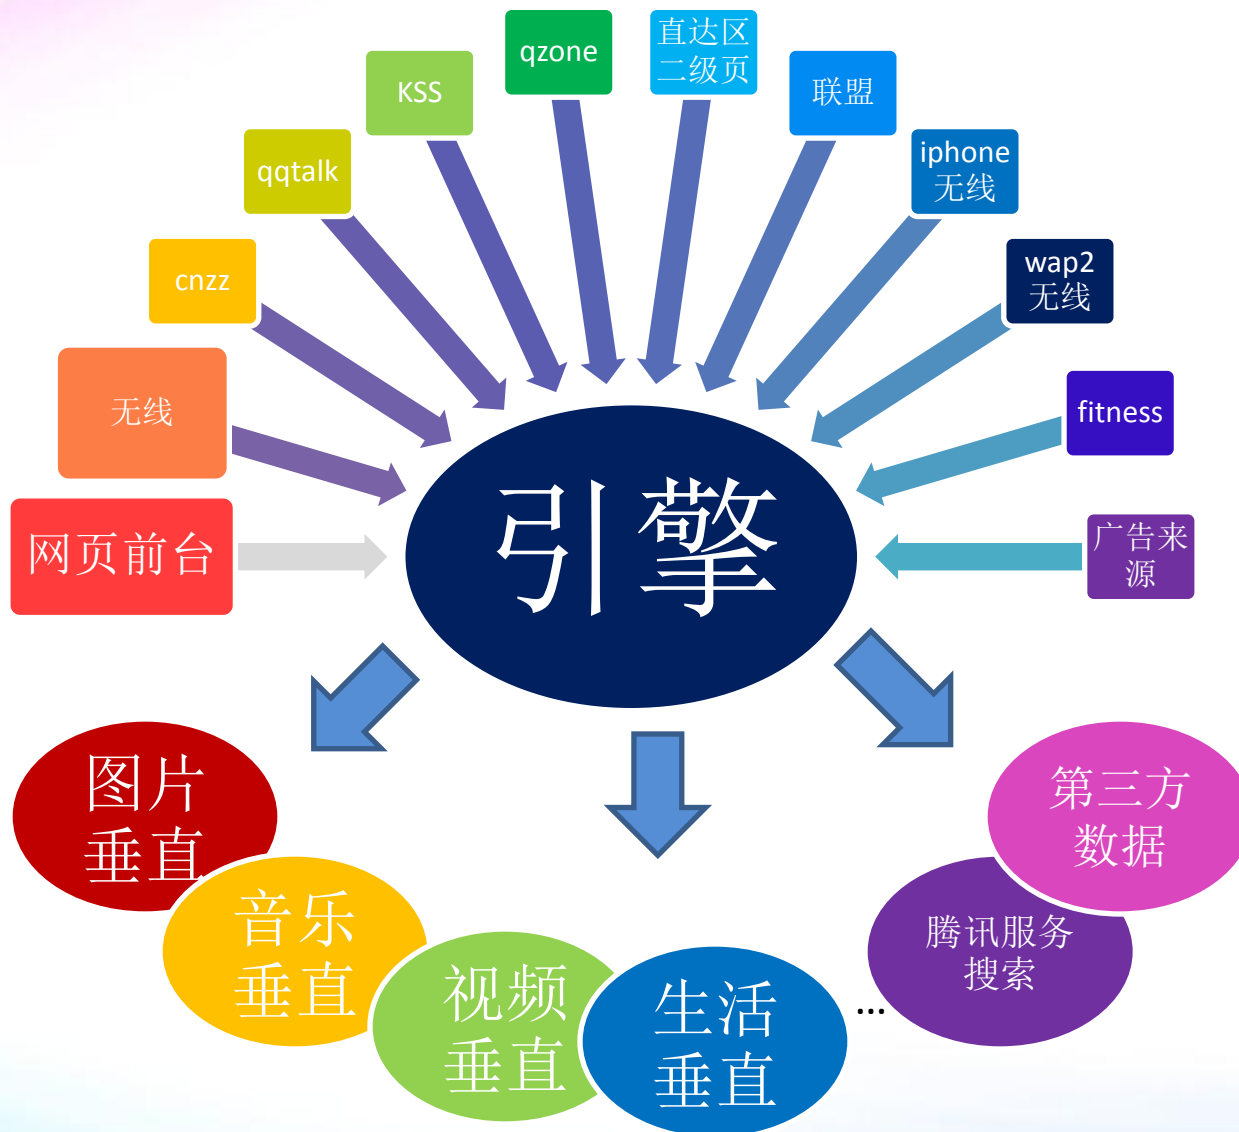 qzone
直达区
二级页
KSS
联盟
qqtalk
iphone
无线
cnzz
wap2
无线
无线
fitness
网页前台
引擎
广告来
源
图片
垂直
音乐
垂直
视频
垂直
生活
垂直
...
腾讯服务
搜索
第三方
数据